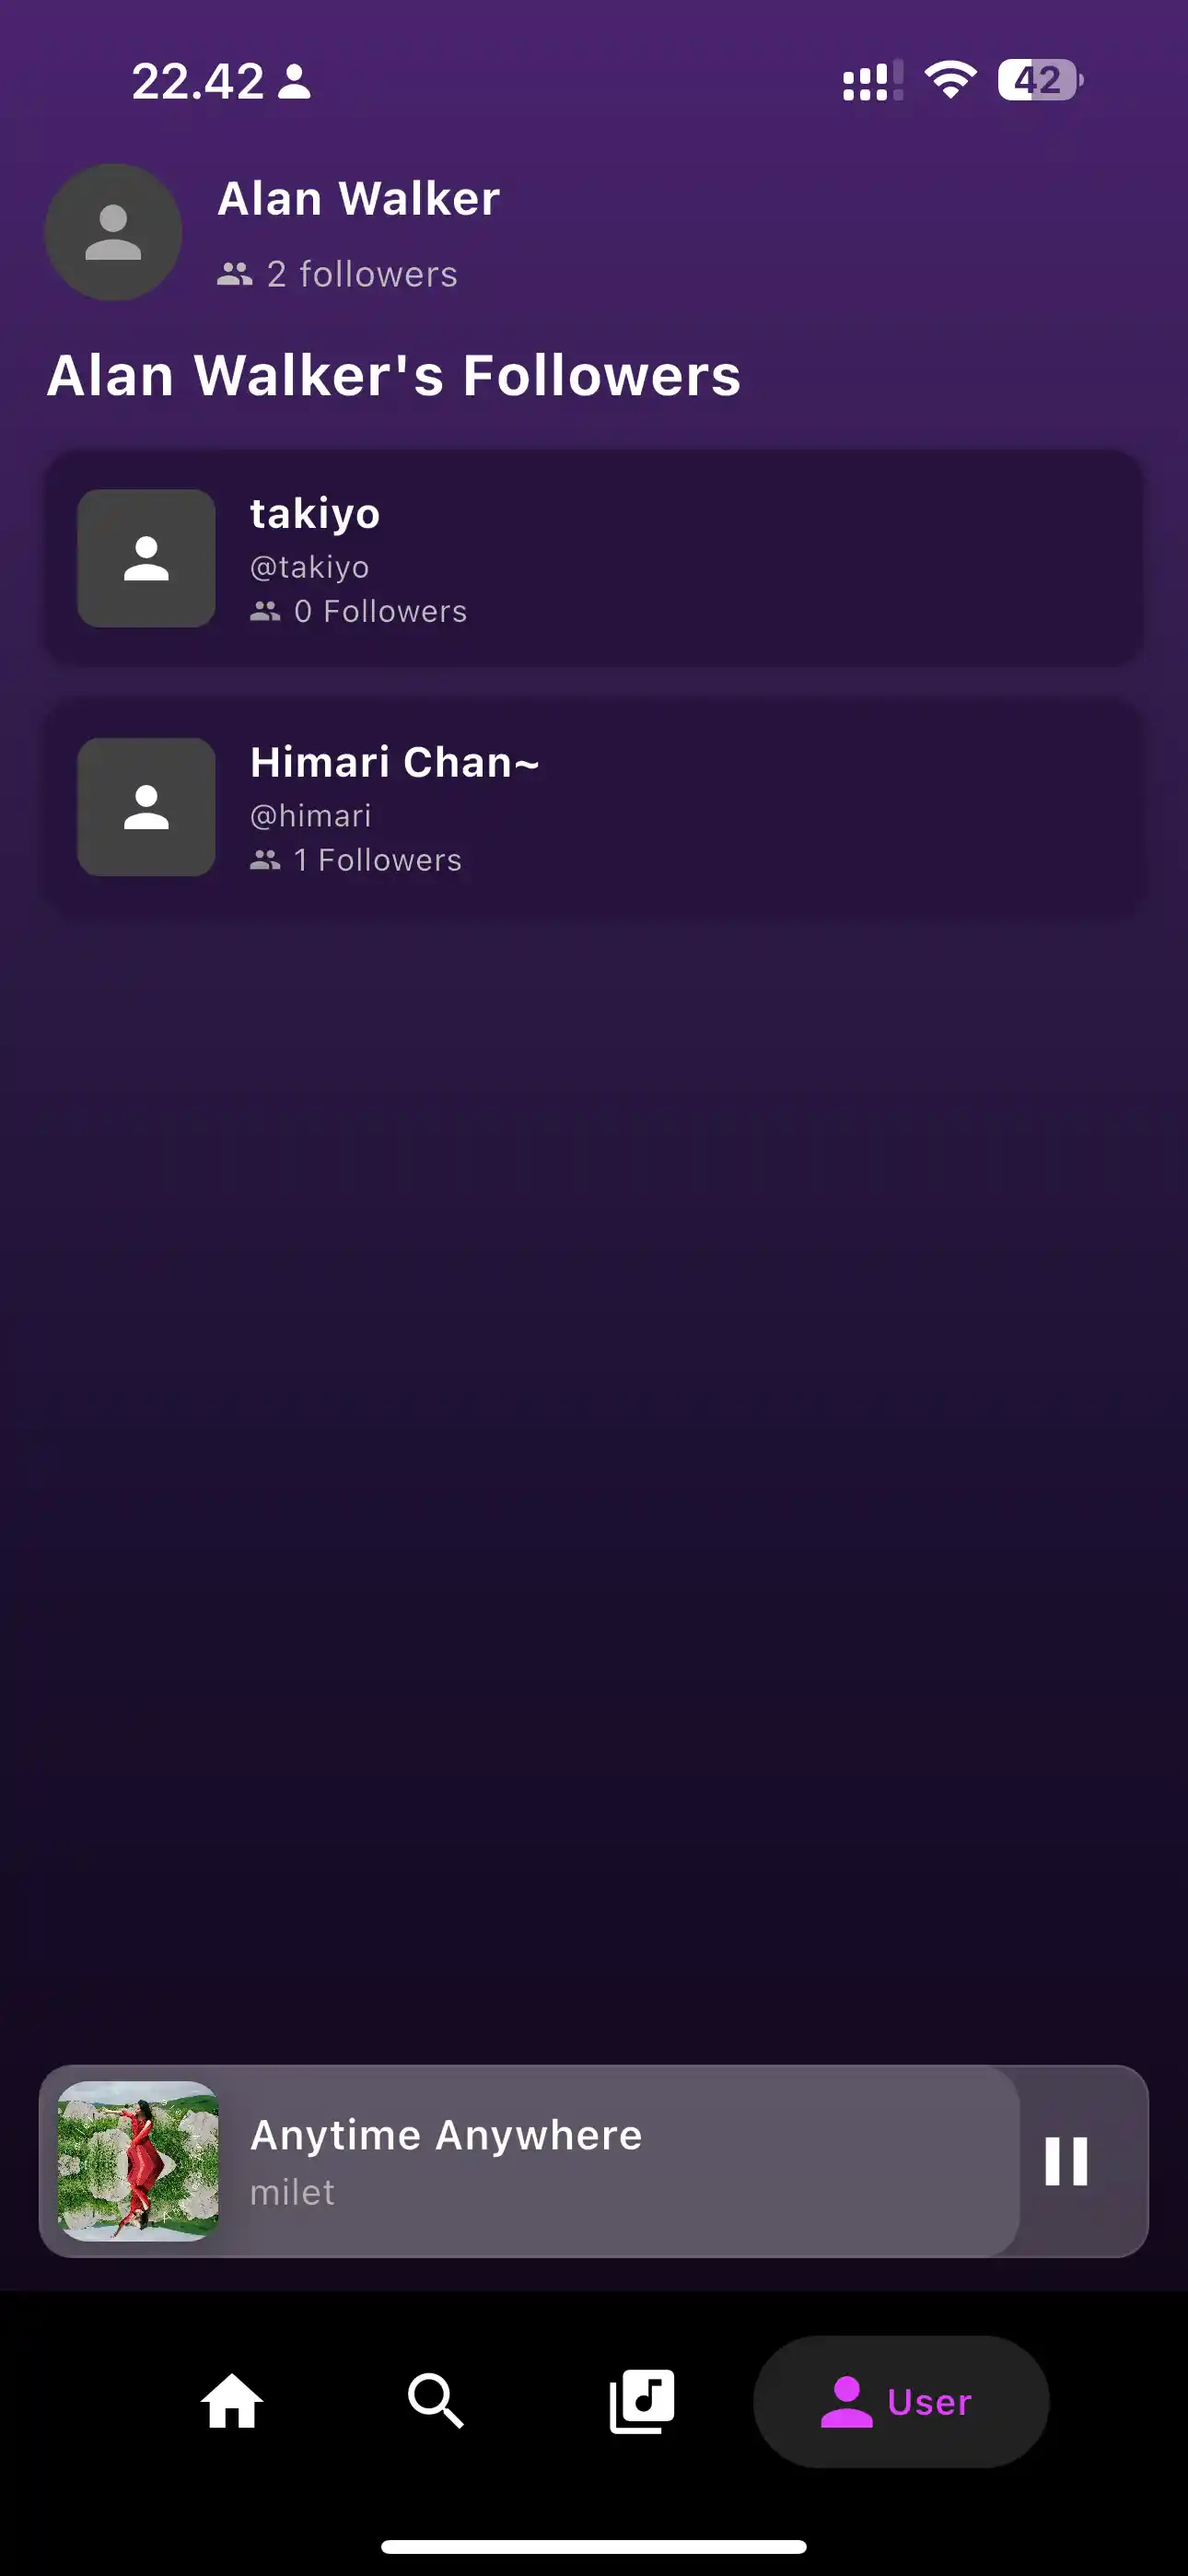 22.42
42
Alan Walker
2 followers
Alan Walker's Followers
takiyo
@takiyo
0 Followers
Himari Chan~
@himari
1 Followers
Anytime Anywhere
milet
User